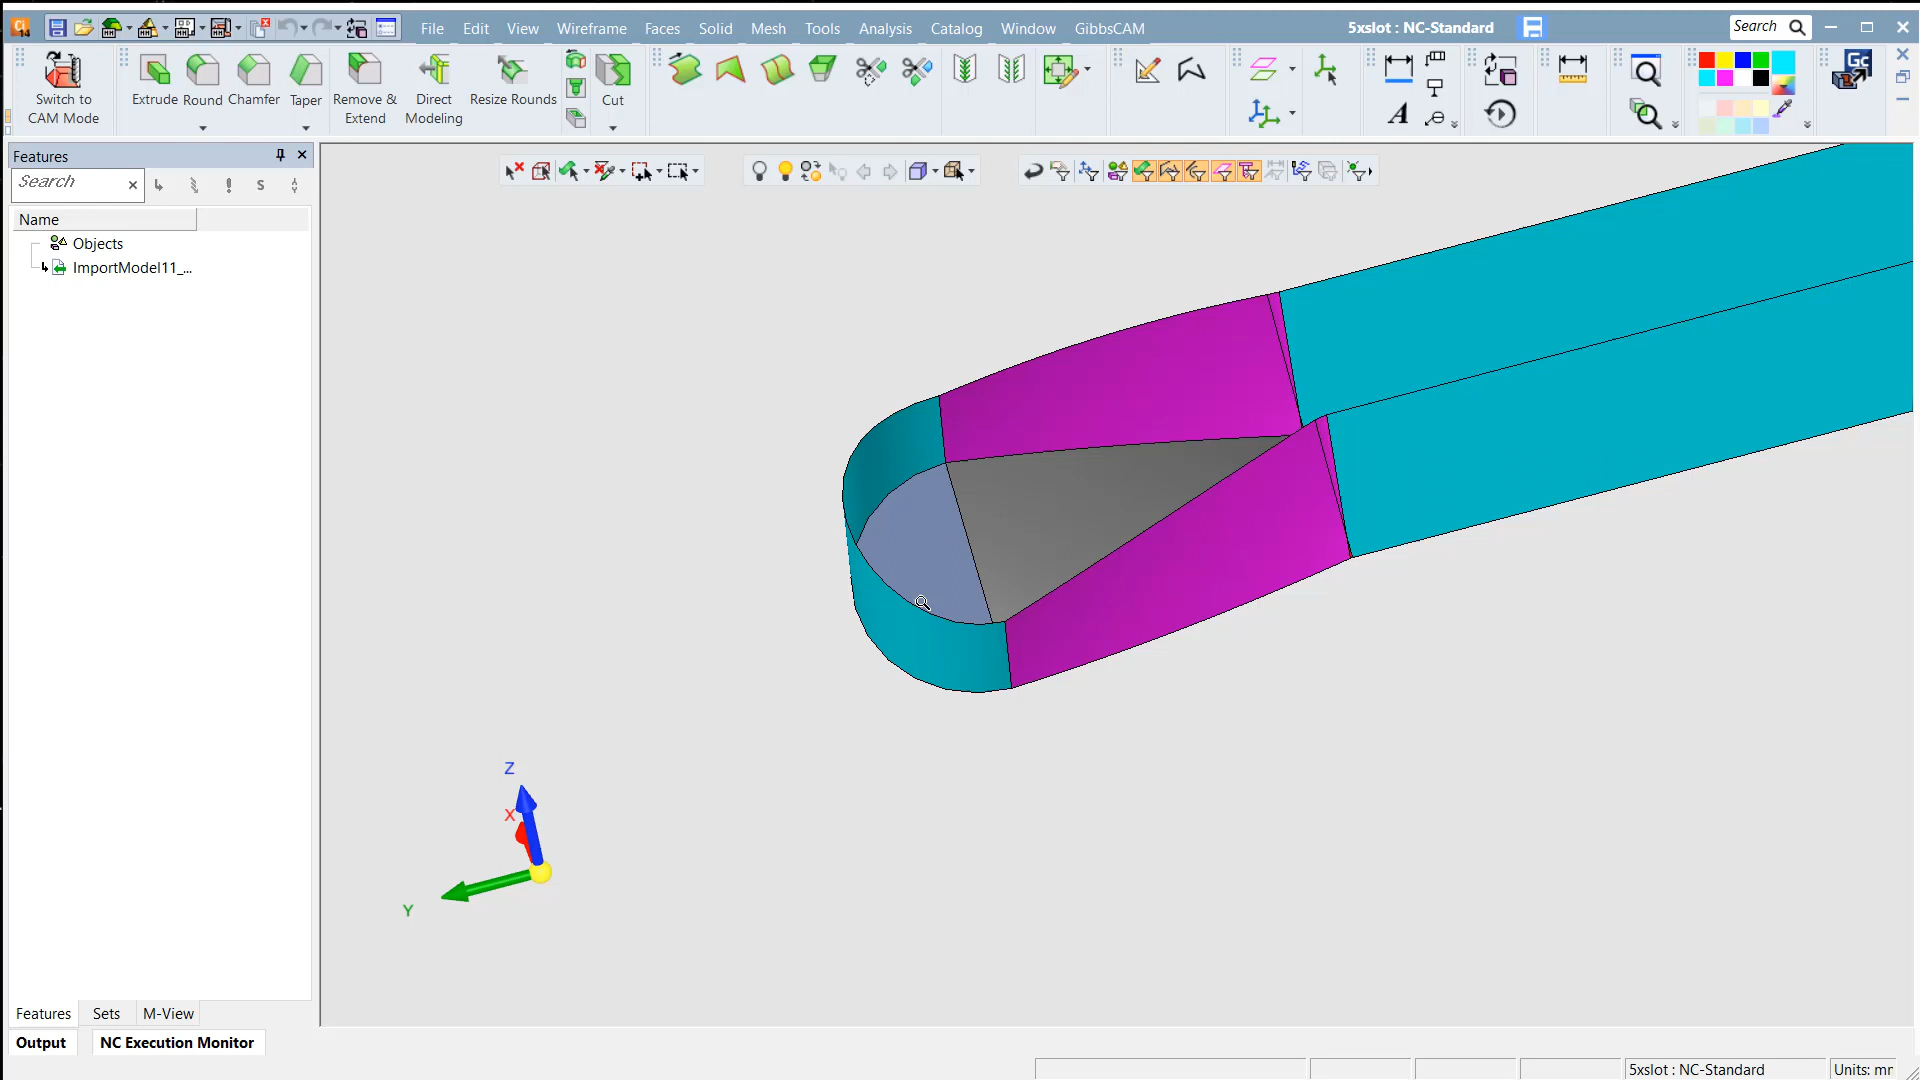 File Edit View Wireframe Faces Solid Mesh Tools Analysis Catalog Window GibbsCAM
5xslot : NC-Standard
Search
Switch to CAM Mode
Extrude
Round
Chamfer
Taper
Remove & Extend
Direct Modeling
Resize Rounds
Cut
GC
Features
Search
Name
Objects
ImportModel11_...
Z
X
Y
Features Sets M-View
Output NC Execution Monitor
5xslot : NC-Standard
Units: mr